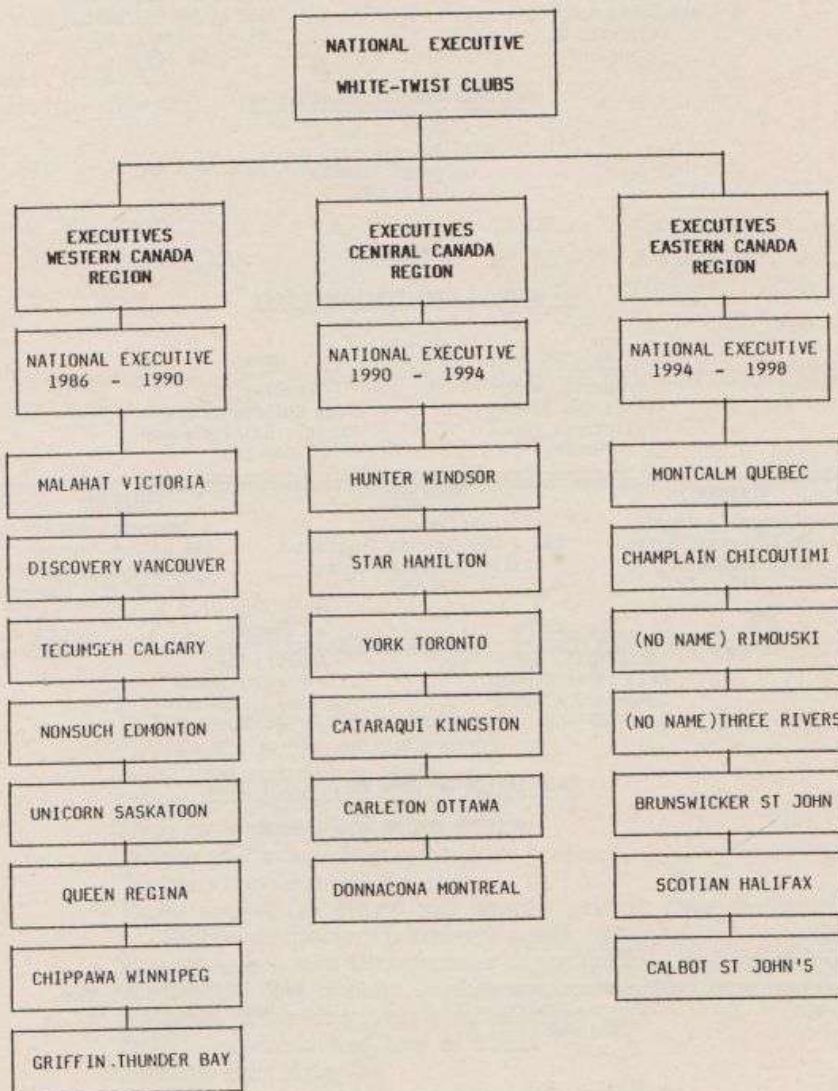 NATIONAL EXECUTIVE
WHITE-TWIST CLUBS
EXECUTIVES
WESTERN CANADA
REGION
NATIONAL EXECUTIVE
1986 - 1990
MALAHAT VICTORIA
DISCOVERY VANCOUVER
TECUMSEH CALGARY
NONSUCH EDMONTON
UNICORN SASKATOON
QUEEN REGINA
CHIPPAWA WINNIPEG
GRIFFIN.THUNDER BAY
EXECUTIVES
CENTRAL CANADA
REGION
NATIONAL EXECUTIVE
1990 - 1994
HUNTER WINDSOR
STAR HAMILTON
YORK TORONTO
CATARAQUI KINGSTON
CARLETON OTTAWA
DONNACONA MONTREAL
EXECUTIVES
EASTERN CANADA
REGION
NATIONAL EXECUTIVE
1994 - 1998
MONTCALM QUEBEC
CHAMPLAIN CHICOUTIMI
(NO NAME) RIMOUSKI
(NO NAME)THREE RIVERS
BRUNSWICKER ST JOHN
SCOTIAN HALIFAX
CALBOT ST JOHN'S